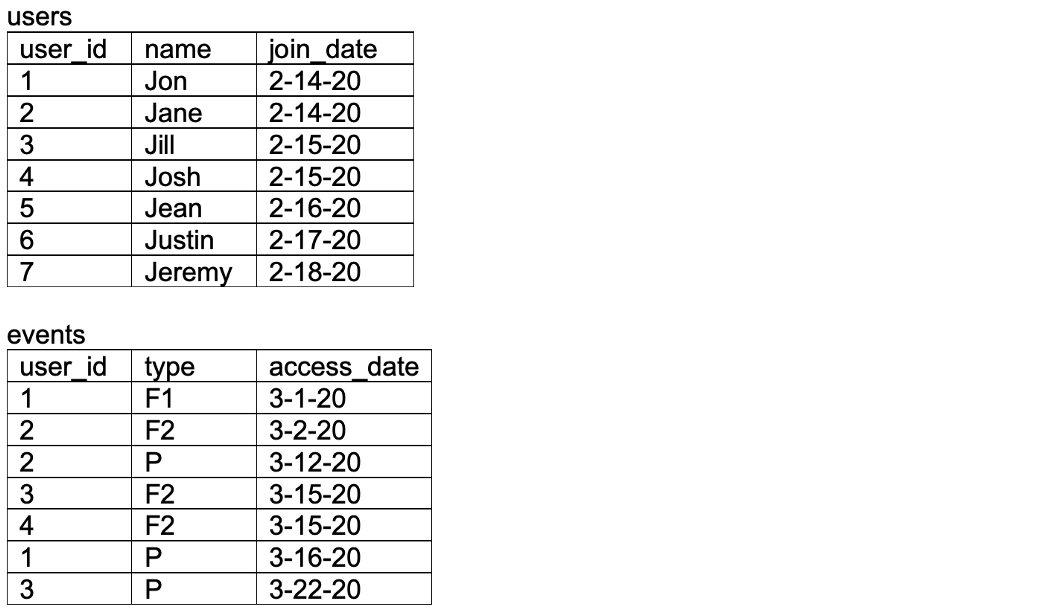 users
user_id name join_date
1 Jon 2-14-20
2 Jane 2-14-20
3 Jill 2-15-20
4 Josh 2-15-20
5 Jean 2-16-20
6 Justin 2-17-20
7 Jeremy 2-18-20
events
user_id type access_date
1 F1 3-1-20
2 F2 3-2-20
2 P 3-12-20
3 F2 3-15-20
4 F2 3-15-20
1 P 3-16-20
3 P 3-22-20